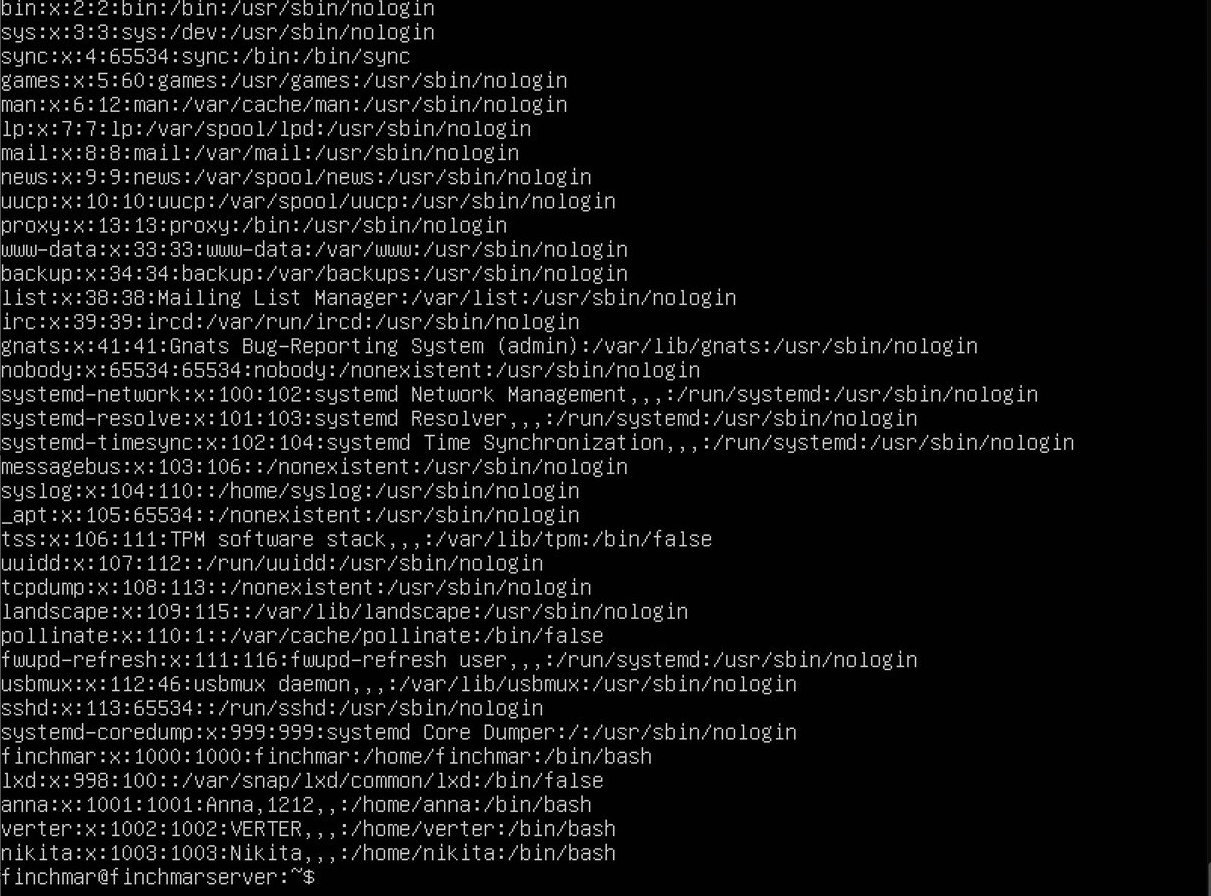 bin:x:2:2:bin:/bin:/usr/sbin/nologin
sys:x:3:3:sys:/dev:/usr/sbin/nologin
sync:x:4:65534:sync:/bin:/bin/sync
games:x:5:60:games:/usr/games:/usr/sbin/nologin
man:x:6:12:man:/var/cache/man:/usr/sbin/nologin
lp:x:7:7:lp:/var/spool/lpd:/usr/sbin/nologin
mail:x:8:8:mail:/var/mail:/usr/sbin/nologin
news:x:9:9:news:/var/spool/news:/usr/sbin/nologin
uucp:x:10:10:uucp:/var/spool/uucp:/usr/sbin/nologin
proxy:x:13:13:proxy:/bin:/usr/sbin/nologin
www-data:x:33:33:www-data:/var/www:/usr/sbin/nologin
backup:x:34:34:backup:/var/backups:/usr/sbin/nologin
list:x:38:38:Mailing List Manager:/var/list:/usr/sbin/nologin
irc:x:39:39:ircd:/var/run/ircd:/usr/sbin/nologin
gnats:x:41:41:Gnats Bug-Reporting System (admin):/var/lib/gnats:/usr/sbin/nologin
nobody:x:65534:65534:nobody:/nonexistent:/usr/sbin/nologin
systemd-network:x:100:102:systemd Network Management,,,:/run/systemd:/usr/sbin/nologin
systemd-resolve:x:101:103:systemd Resolver,,,:/run/systemd:/usr/sbin/nologin
systemd-timesync:x:102:104:systemd Time Synchronization,,,:/run/systemd:/usr/sbin/nologin
messagebus:x:103:106::/nonexistent:/usr/sbin/nologin
syslog:x:104:110::/home/syslog:/usr/sbin/nologin
_apt:x:105:65534::/nonexistent:/usr/sbin/nologin
tss:x:106:111:TPM software stack,,,:/var/lib/tpm:/bin/false
uuidd:x:107:112::/run/uuidd:/usr/sbin/nologin
tcpdump:x:108:113::/nonexistent:/usr/sbin/nologin
landscape:x:109:115::/var/lib/landscape:/usr/sbin/nologin
pollinate:x:110:1::/var/cache/pollinate:/bin/false
fwupd-refresh:x:111:116:fwupd-refresh user,,,:/run/systemd:/usr/sbin/nologin
usbmux:x:112:46:usbmux daemon,,,:/var/lib/usbmux:/usr/sbin/nologin
sshd:x:113:65534::/run/sshd:/usr/sbin/nologin
systemd-coredump:x:999:999:systemd Core Dumper:/:/usr/sbin/nologin
finchmar:x:1000:1000:finchmar:/home/finchmar:/bin/bash
lxd:x:998:100::/var/snap/lxd/common/lxd:/bin/false
anna:x:1001:1001:Anna,1212,,:/home/anna:/bin/bash
verter:x:1002:1002:VERTER,,,:/home/verter:/bin/bash
nikita:x:1003:1003:Nikita,,,:/home/nikita:/bin/bash
finchmar@finchmarserver:~$